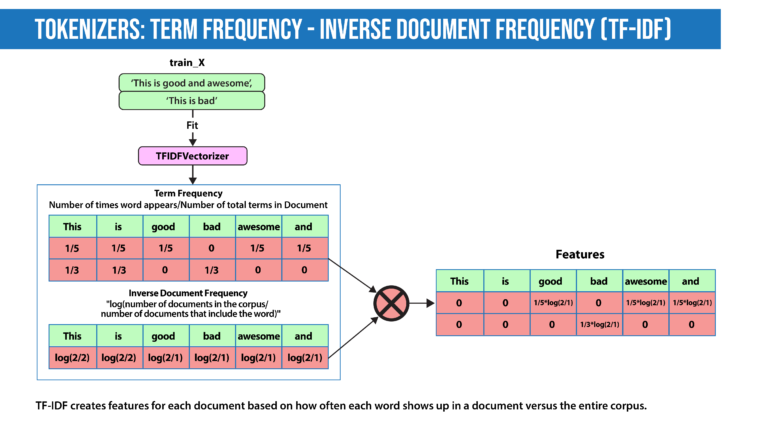 TOKENIZERS: TERM FREQUENCY - INVERSE DOCUMENT FREQUENCY (TF-IDF)
train_X
'This is good and awesome',
'This is bad'
Fit
TFIDFVectorizer
Term Frequency
Number of times word appears/Number of total terms in Document
This is good bad awesome and
1/5 1/5 1/5 0 1/5 1/5
1/3 1/3 0 1/3 0 0
Inverse Document Frequency
"log(number of documents in the corpus/
number of documents that include the word)"
This is good bad awesome and
log(2/2) log(2/2) log(2/1) log(2/1) log(2/1) log(2/1)
Features
This is good bad awesome and
0 0 1/5*log(2/1) 0 1/5*log(2/1) 1/5*log(2/1)
0 0 0 1/3*log(2/1) 0 0
TF-IDF creates features for each document based on how often each word shows up in a document versus the entire corpus.